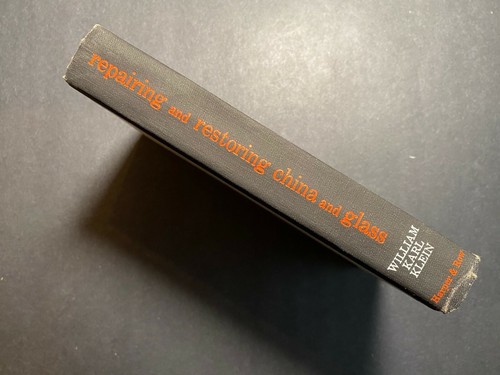 repairing and restoring china and glass
WILLIAM
KARL
KLEIN
Harper & Row